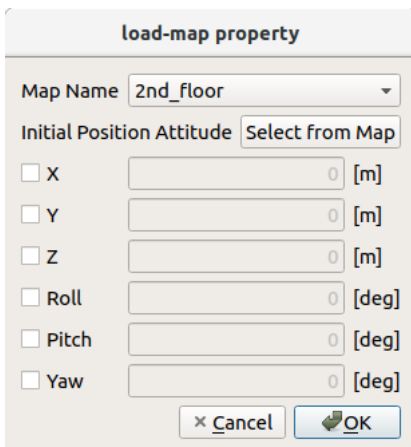 load-map property
Map Name 2nd_floor
Initial Position Attitude Select from Map
X 0 [m]
Y 0 [m]
Z 0 [m]
Roll 0 [deg]
Pitch 0 [deg]
Yaw 0 [deg]
Cancel OK